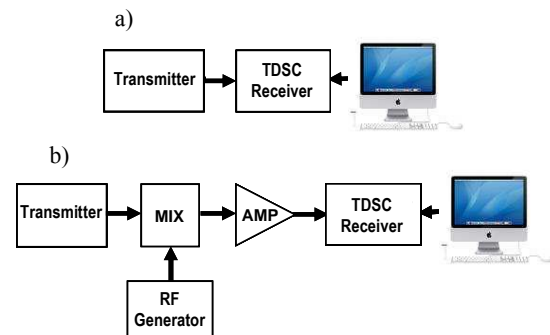 a)
Transmitter
TDSC
Receiver
b)
Transmitter
MIX
AMP
TDSC
Receiver
RF
Generator